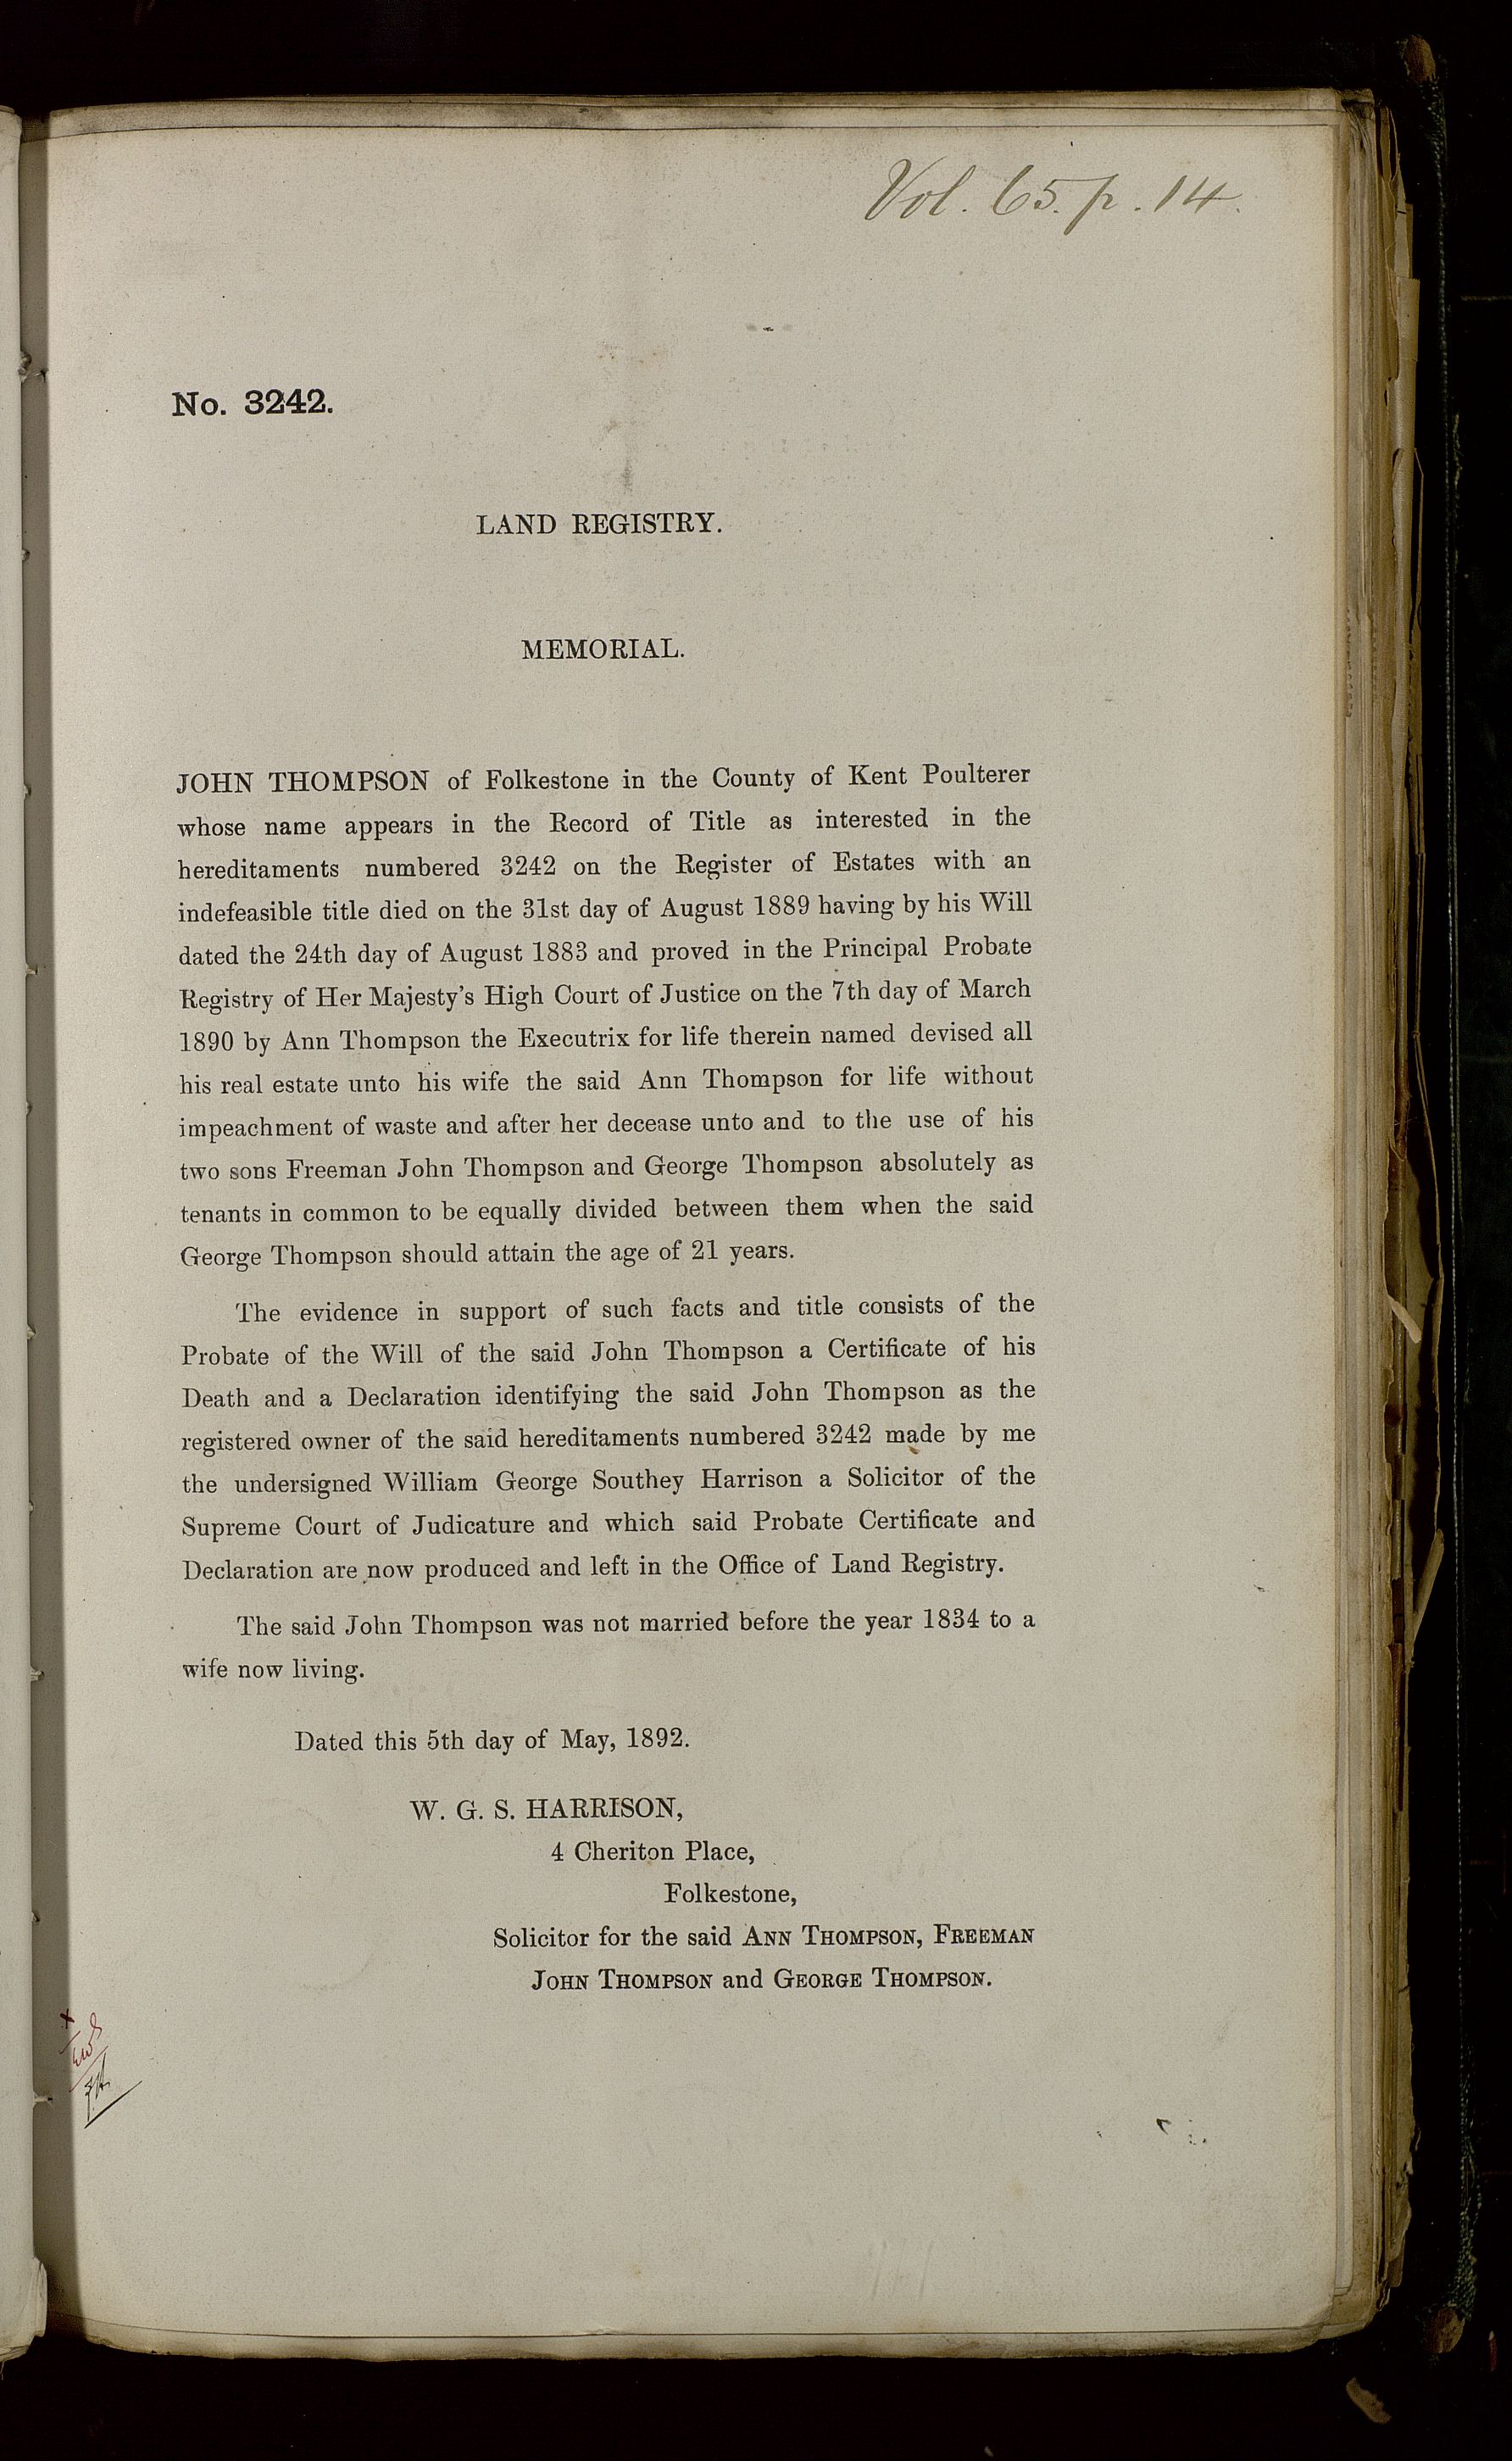 Vol. 65. p. 14.
No. 3242.
LAND REGISTRY.
MEMORIAL.
JOHN THOMPSON of Folkestone in the County of Kent Poulterer
whose name appears in the Record of Title as interested in the
hereditaments numbered 3242 on the Register of Estates with an
indefeasible title died on the 31st day of August 1889 having by his Will
dated the 24th day of August 1883 and proved in the Principal Probate
Registry of Her Majesty's High Court of Justice on the 7th day of March
1890 by Ann Thompson the Executrix for life therein named devised all
his real estate unto his wife the said Ann Thompson for life without
impeachment of waste and after her decease unto and to the use of his
two sons Freeman John Thompson and George Thompson absolutely as
tenants in common to be equally divided between them when the said
George Thompson should attain the age of 21 years.
The evidence in support of such facts and title consists of the
Probate of the Will of the said John Thompson a Certificate of his
Death and a Declaration identifying the said John Thompson as the
registered owner of the said hereditaments numbered 3242 made by me
the undersigned William George Southey Harrison a Solicitor of the
Supreme Court of Judicature and which said Probate Certificate and
Declaration are now produced and left in the Office of Land Registry.
The said John Thompson was not married before the year 1834 to a
wife now living.
Dated this 5th day of May, 1892.
W. G. S. HARRISON,
4 Cheriton Place,
Folkestone,
Solicitor for the said ANN THOMPSON, FREEMAN
JOHN THOMPSON and GEORGE THOMPSON.